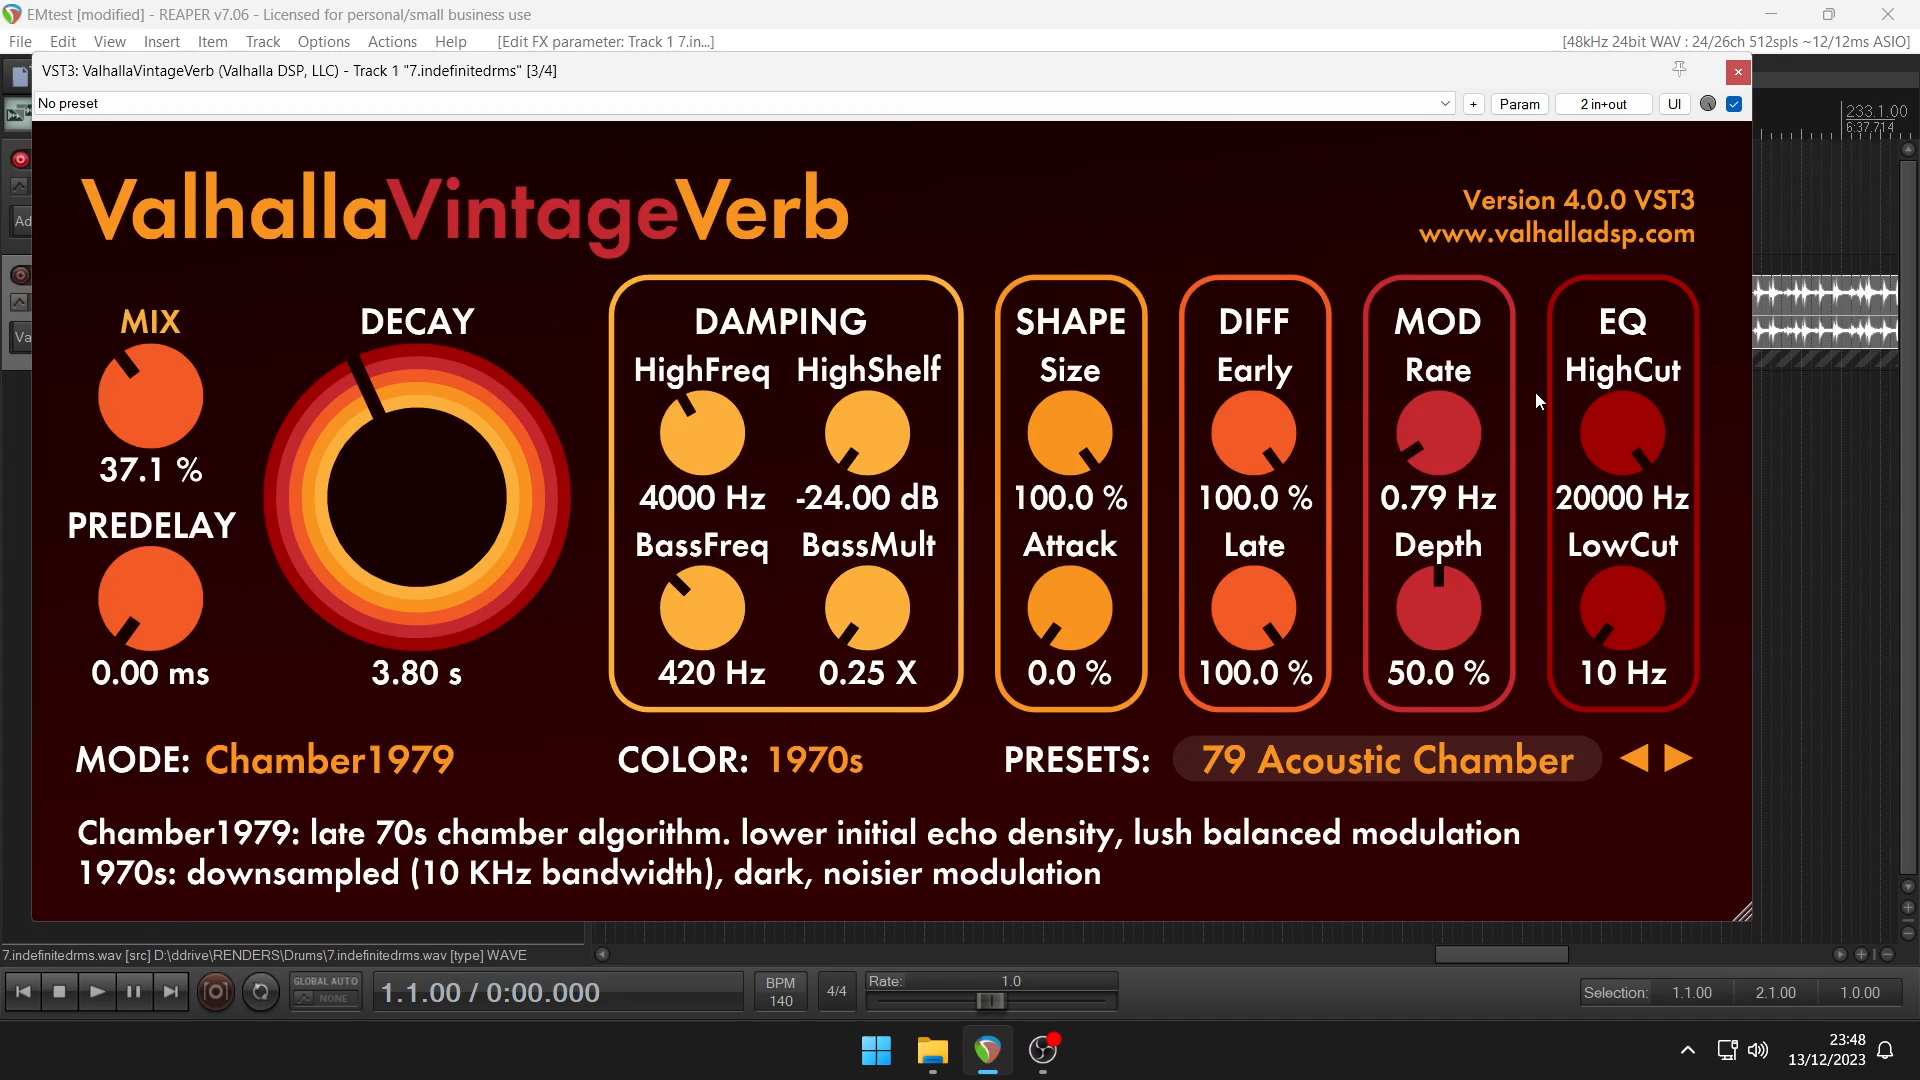 EMtest [modified] - REAPER v7.06 - Licensed for personal/small business use
File Edit View Insert Item Track Options Actions Help [Edit FX parameter: Track 1 7.in...] [48kHz 24bit WAV : 24/26ch 512spls ~12/12ms ASIO]
VST3: ValhallaVintageVerb (Valhalla DSP, LLC) - Track 1 "7.indefinitedrms" [3/4]
No preset + Param 2 in+out UI
233.1.00
6:37.714
Ad
Va
ValhallaVintageVerb
Version 4.0.0 VST3
www.valhalladsp.com
MIX DECAY DAMPING SHAPE DIFF MOD EQ
HighFreq HighShelf Size Early Rate HighCut
37.1 % 4000 Hz -24.00 dB 100.0 % 100.0 % 0.79 Hz 20000 Hz
PREDELAY BassFreq BassMult Attack Late Depth LowCut
0.00 ms 3.80 s 420 Hz 0.25 X 0.0 % 100.0 % 50.0 % 10 Hz
MODE: Chamber1979 COLOR: 1970s PRESETS: 79 Acoustic Chamber
Chamber1979: late 70s chamber algorithm. lower initial echo density, lush balanced modulation
1970s: downsampled (10 KHz bandwidth), dark, noisier modulation
7.indefinitedrms.wav [src] D:\ddrive\RENDERS\Drums\7.indefinitedrms.wav [type] WAVE
GLOBAL AUTO
NONE
1.1.00 / 0:00.000
BPM
140
4/4
Rate: 1.0
Selection: 1.1.00 2.1.00 1.0.00
23:48
13/12/2023